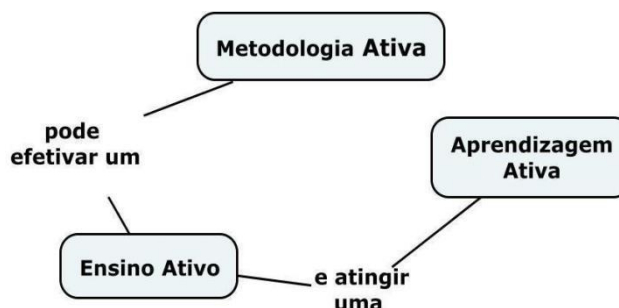 Metodologia Ativa
pode
efetivar um
Ensino Ativo
e atingir
uma
Aprendizagem
Ativa